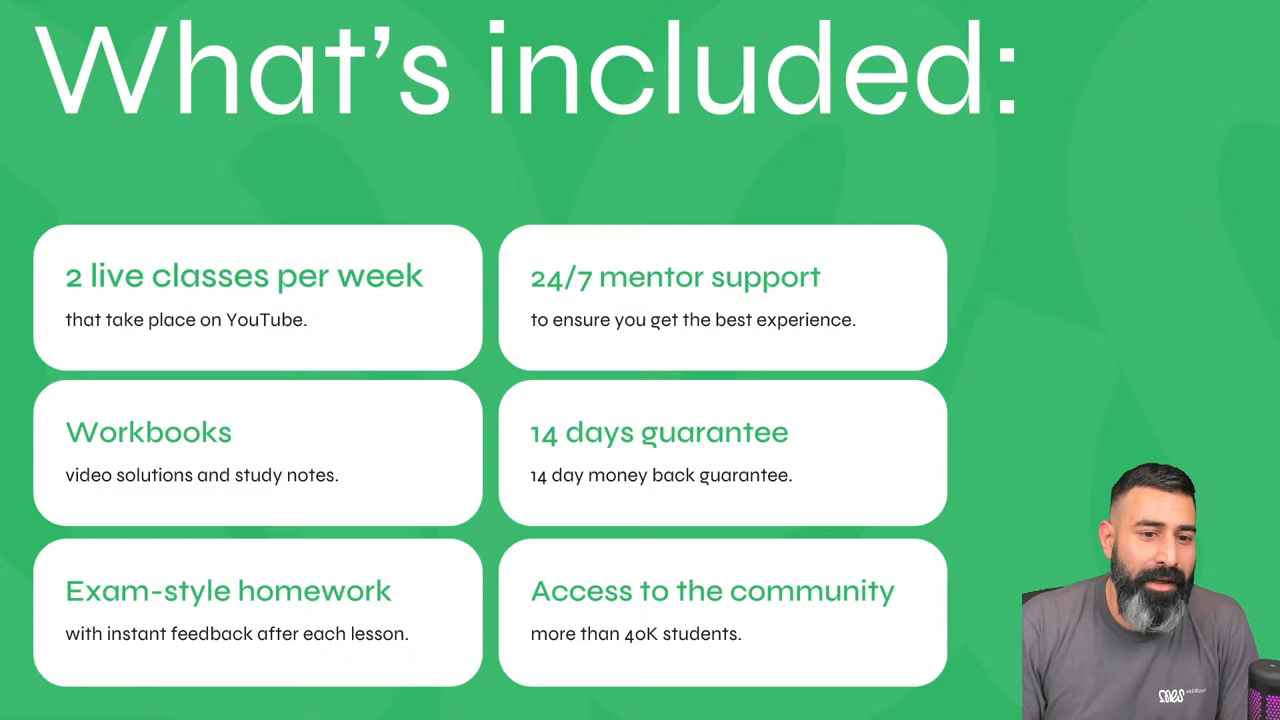 What's included:
2 live classes per week
that take place on YouTube.
24/7 mentor support
to ensure you get the best experience.
Workbooks
video solutions and study notes.
14 days guarantee
14 day money back guarantee.
Exam-style homework
with instant feedback after each lesson.
Access to the community
more than 40K students.